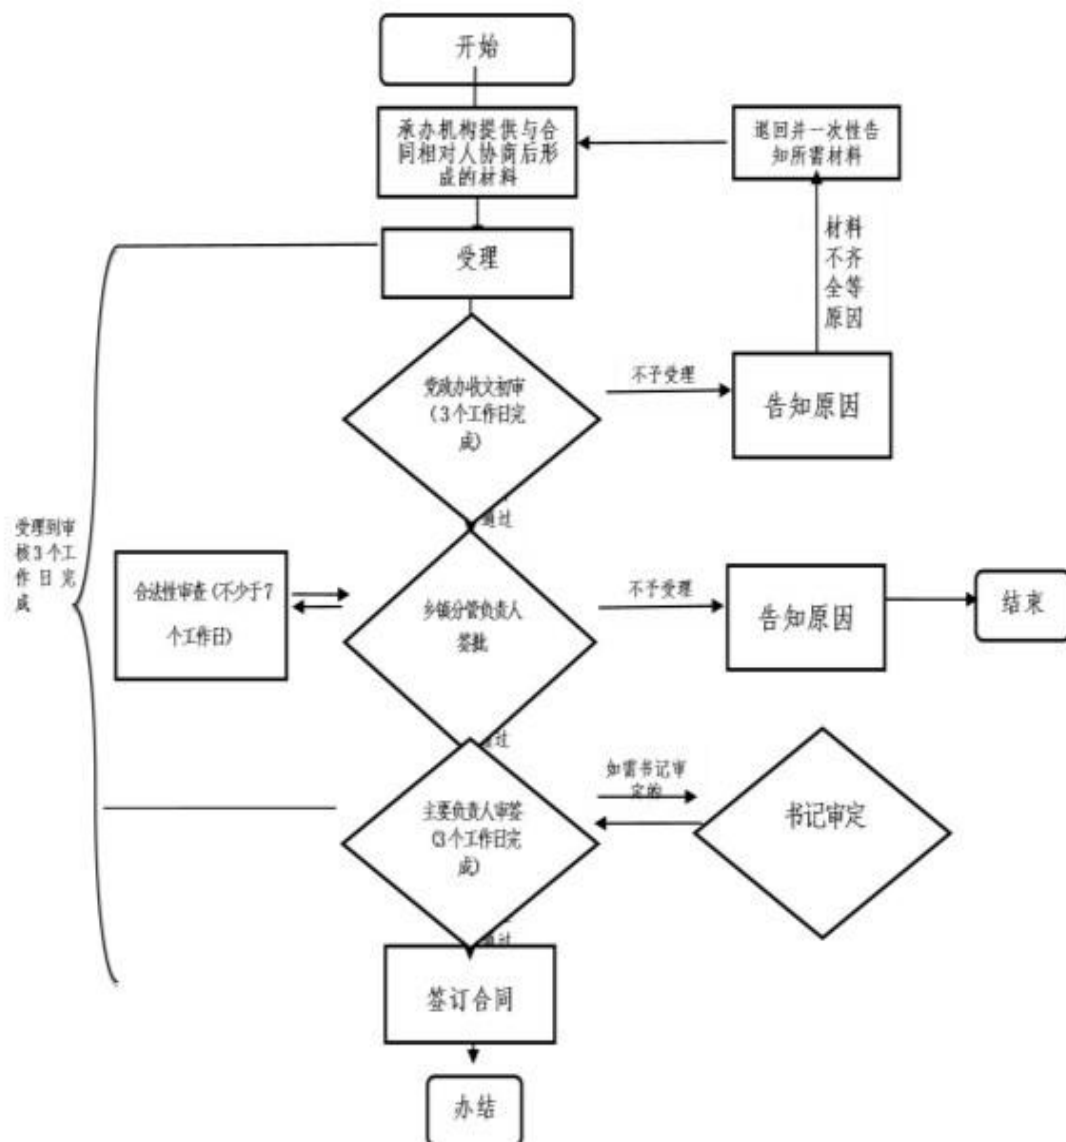 开始
承办机构提供与合
同相对人协商后形
成的材料
退回并一次性告
知所需材料
受理
材料
不齐
全等
原因
党政办收文初审
（3个工作日完
成）
不予受理
告知原因
通过
受理到审
核3个工
作日完
成
合法性审查(不少于7
个工作日)
乡镇分管负责人
签批
不予受理
告知原因
结束
通过
主要负责人审签
(3个工作日完
成)
如需书记审
定的
书记审定
通过
签订合同
办结